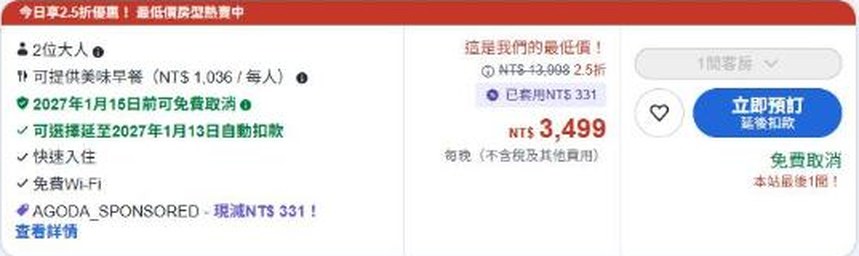 今日享2.5折優惠！ 最低價房型熱賣中
2位大人
可提供美味早餐（NT$ 1,036 / 每人）
2027年1月15日前可免費取消
可選擇延至2027年1月13日自動扣款
快速入住
免費Wi-Fi
AGODA_SPONSORED - 現減NT$ 331！
查看詳情
這是我們的最低價！
NT$ 13,998 2.5折
已套用NT$ 331
NT$ 3,499
每晚（不含稅及其他費用）
1間客房
立即預訂
延後扣款
免費取消
本站最後1間！